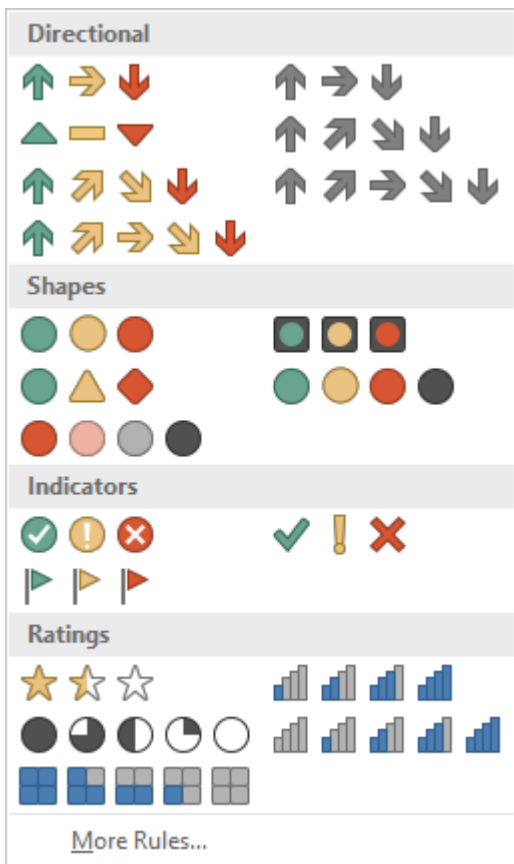 Directional
Shapes
Indicators
Ratings
More Rules...